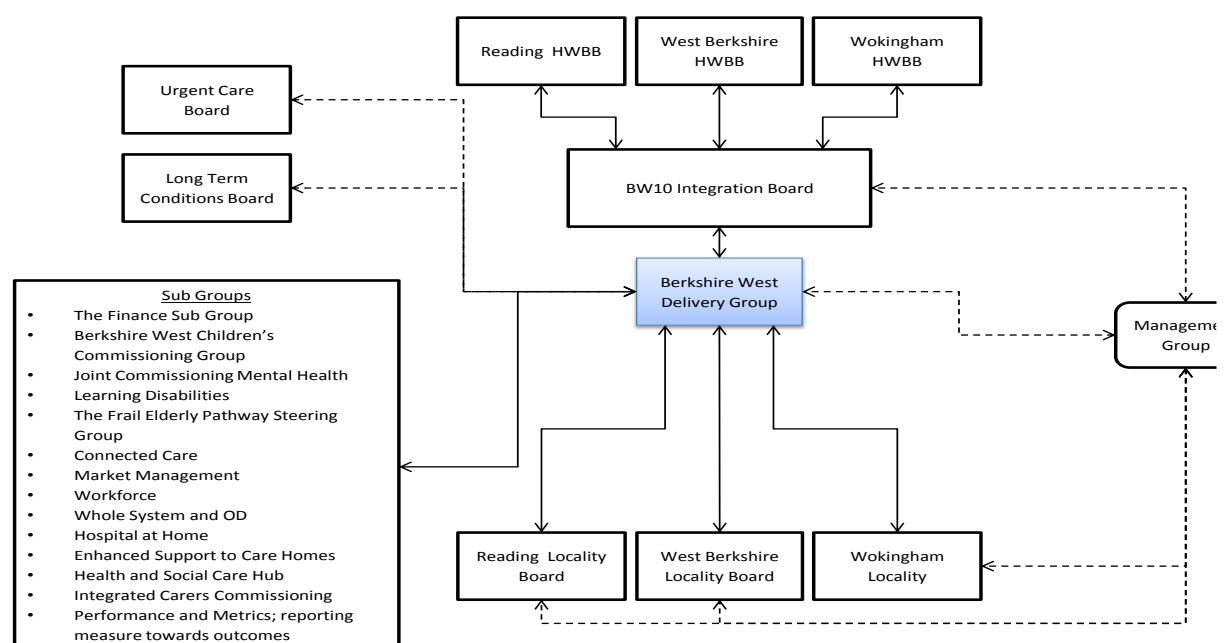 Reading HWBB
West Berkshire
HWBB
Wokingham
HWBB
Urgent Care
Board
Long Term
Conditions Board
BW10 Integration Board
Berkshire West
Delivery Group
Group
Sub Groups
• The Finance Sub Group
• Berkshire West Children’s
Commissioning Group
• Joint Commissioning Mental Health
• Learning Disabilities
• The Frail Elderly Pathway Steering
Group
• Connected Care
• Market Management
• Workforce
• Whole System and OD
• Hospital at Home
• Enhanced Support to Care Homes
• Health and Social Care Hub
• Integrated Carers Commissioning
• Performance and Metrics; reporting
measure towards outcomes
Reading Locality
Board
West Berkshire
Locality Board
Wokingham
Locality